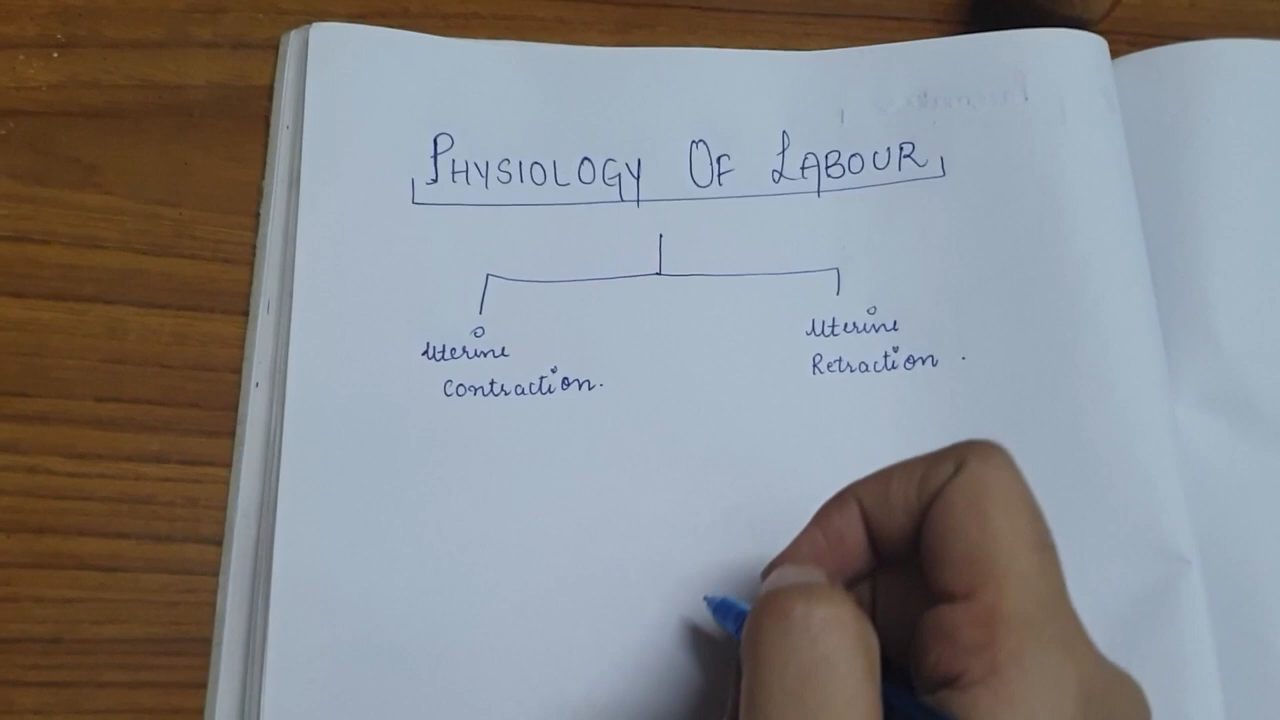 PHYSIOLOGY OF LABOUR
Uterine
Contraction.
Uterine
Retraction.